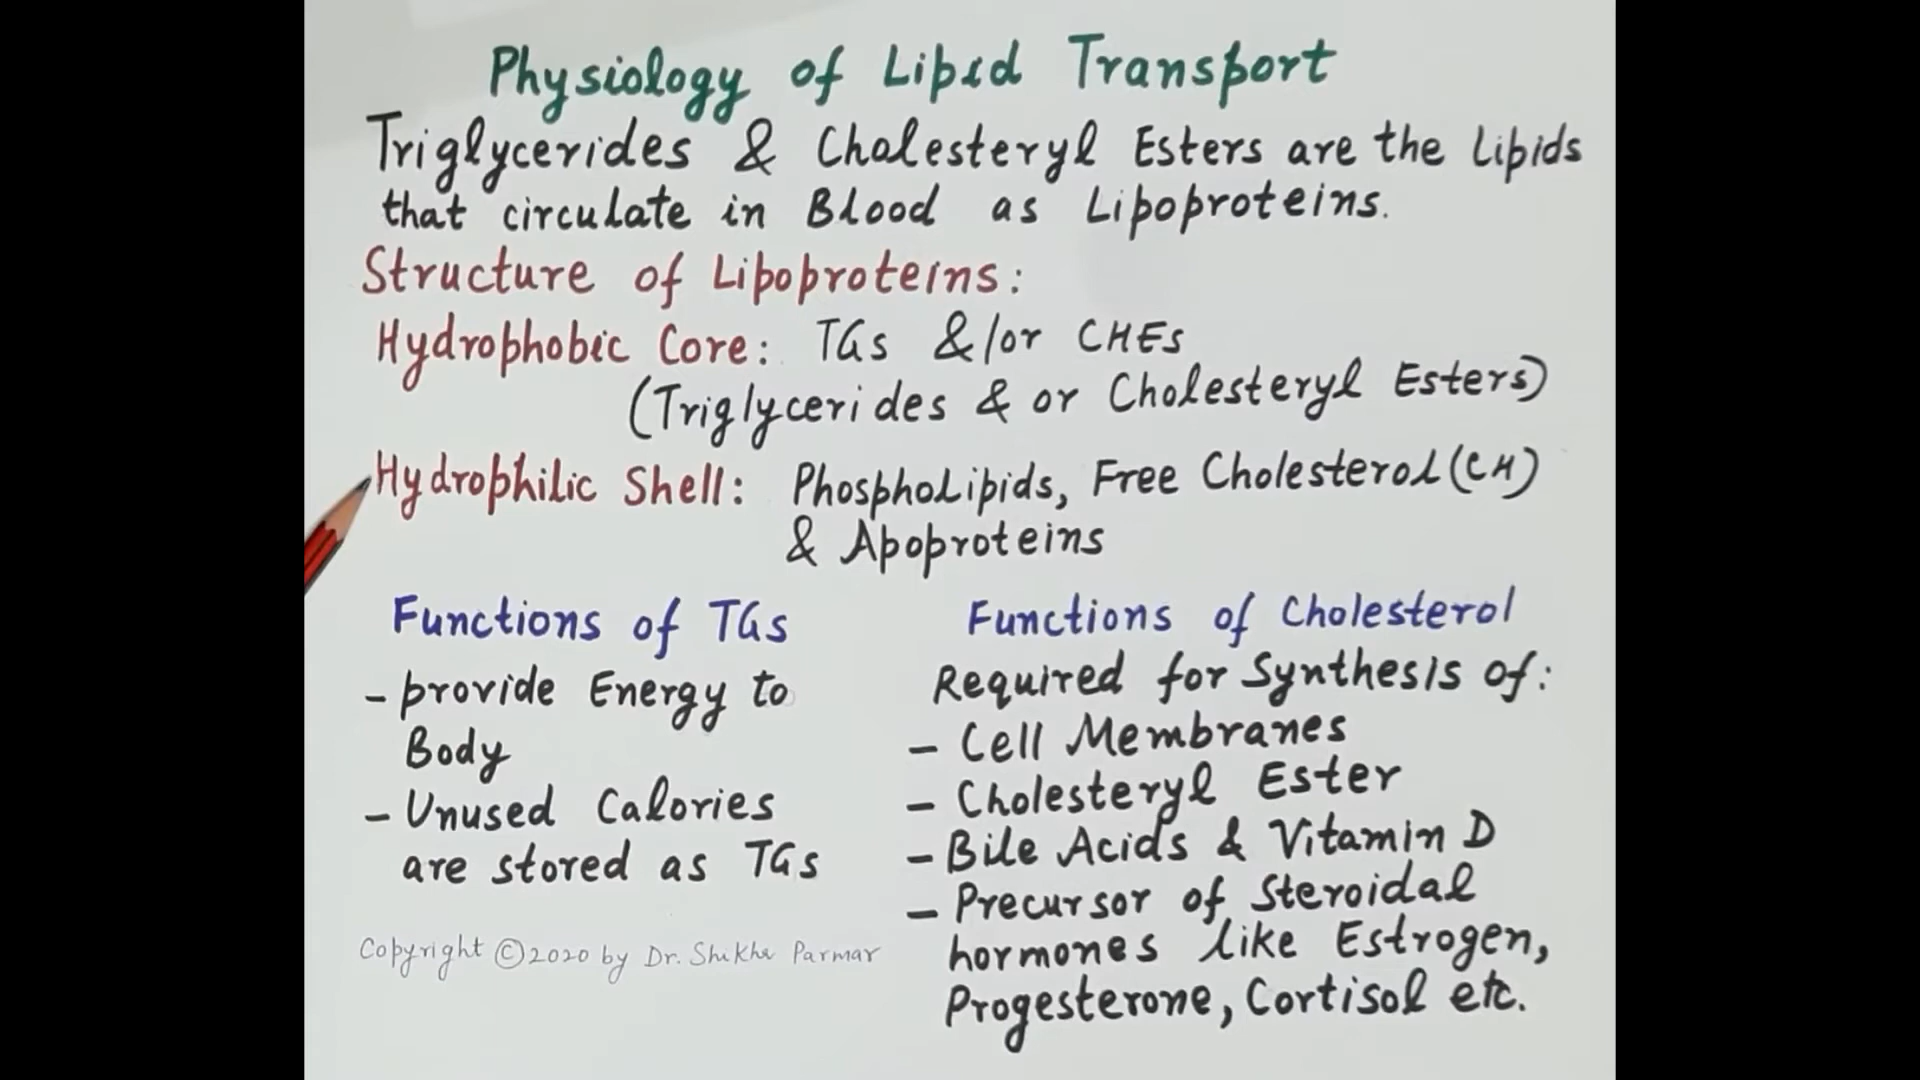 Physiology of Lipid Transport
Triglycerides & Cholesteryl Esters are the Lipids
that circulate in Blood as Lipoproteins.
Structure of Lipoproteins:
Hydrophobic Core: TGs &/or CHEs
(Triglycerides & or Cholesteryl Esters)
Hydrophilic Shell: Phospholipids, Free Cholesterol (CH)
& Apoproteins
Functions of TGs
- provide Energy to
Body
- Unused Calories
are stored as TGs
Functions of Cholesterol
Required for Synthesis of:
- Cell Membranes
- Cholesteryl Ester
- Bile Acids & Vitamin D
- Precursor of Steroidal
hormones like Estrogen,
Progesterone, Cortisol etc.
Copyright ©2020 by Dr. Shikha Parmar